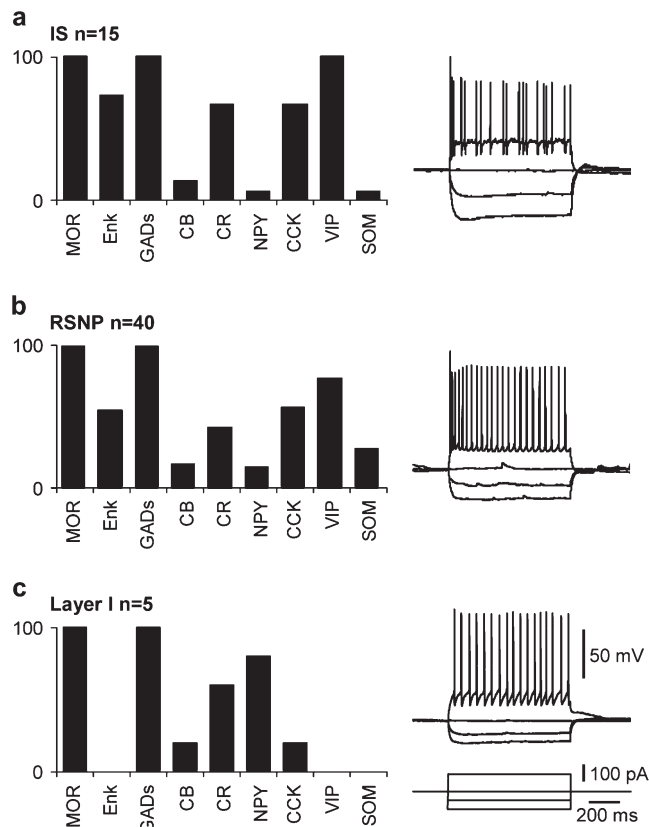 a
IS n=15
100
0
MOR
Enk
GADs
CB
CR
NPY
CCK
VIP
SOM
b
RSNP n=40
100
0
MOR
Enk
GADs
CB
CR
NPY
CCK
VIP
SOM
c
Layer I n=5
100
0
MOR
Enk
GADs
CB
CR
NPY
CCK
VIP
SOM
50 mV
100 pA
200 ms